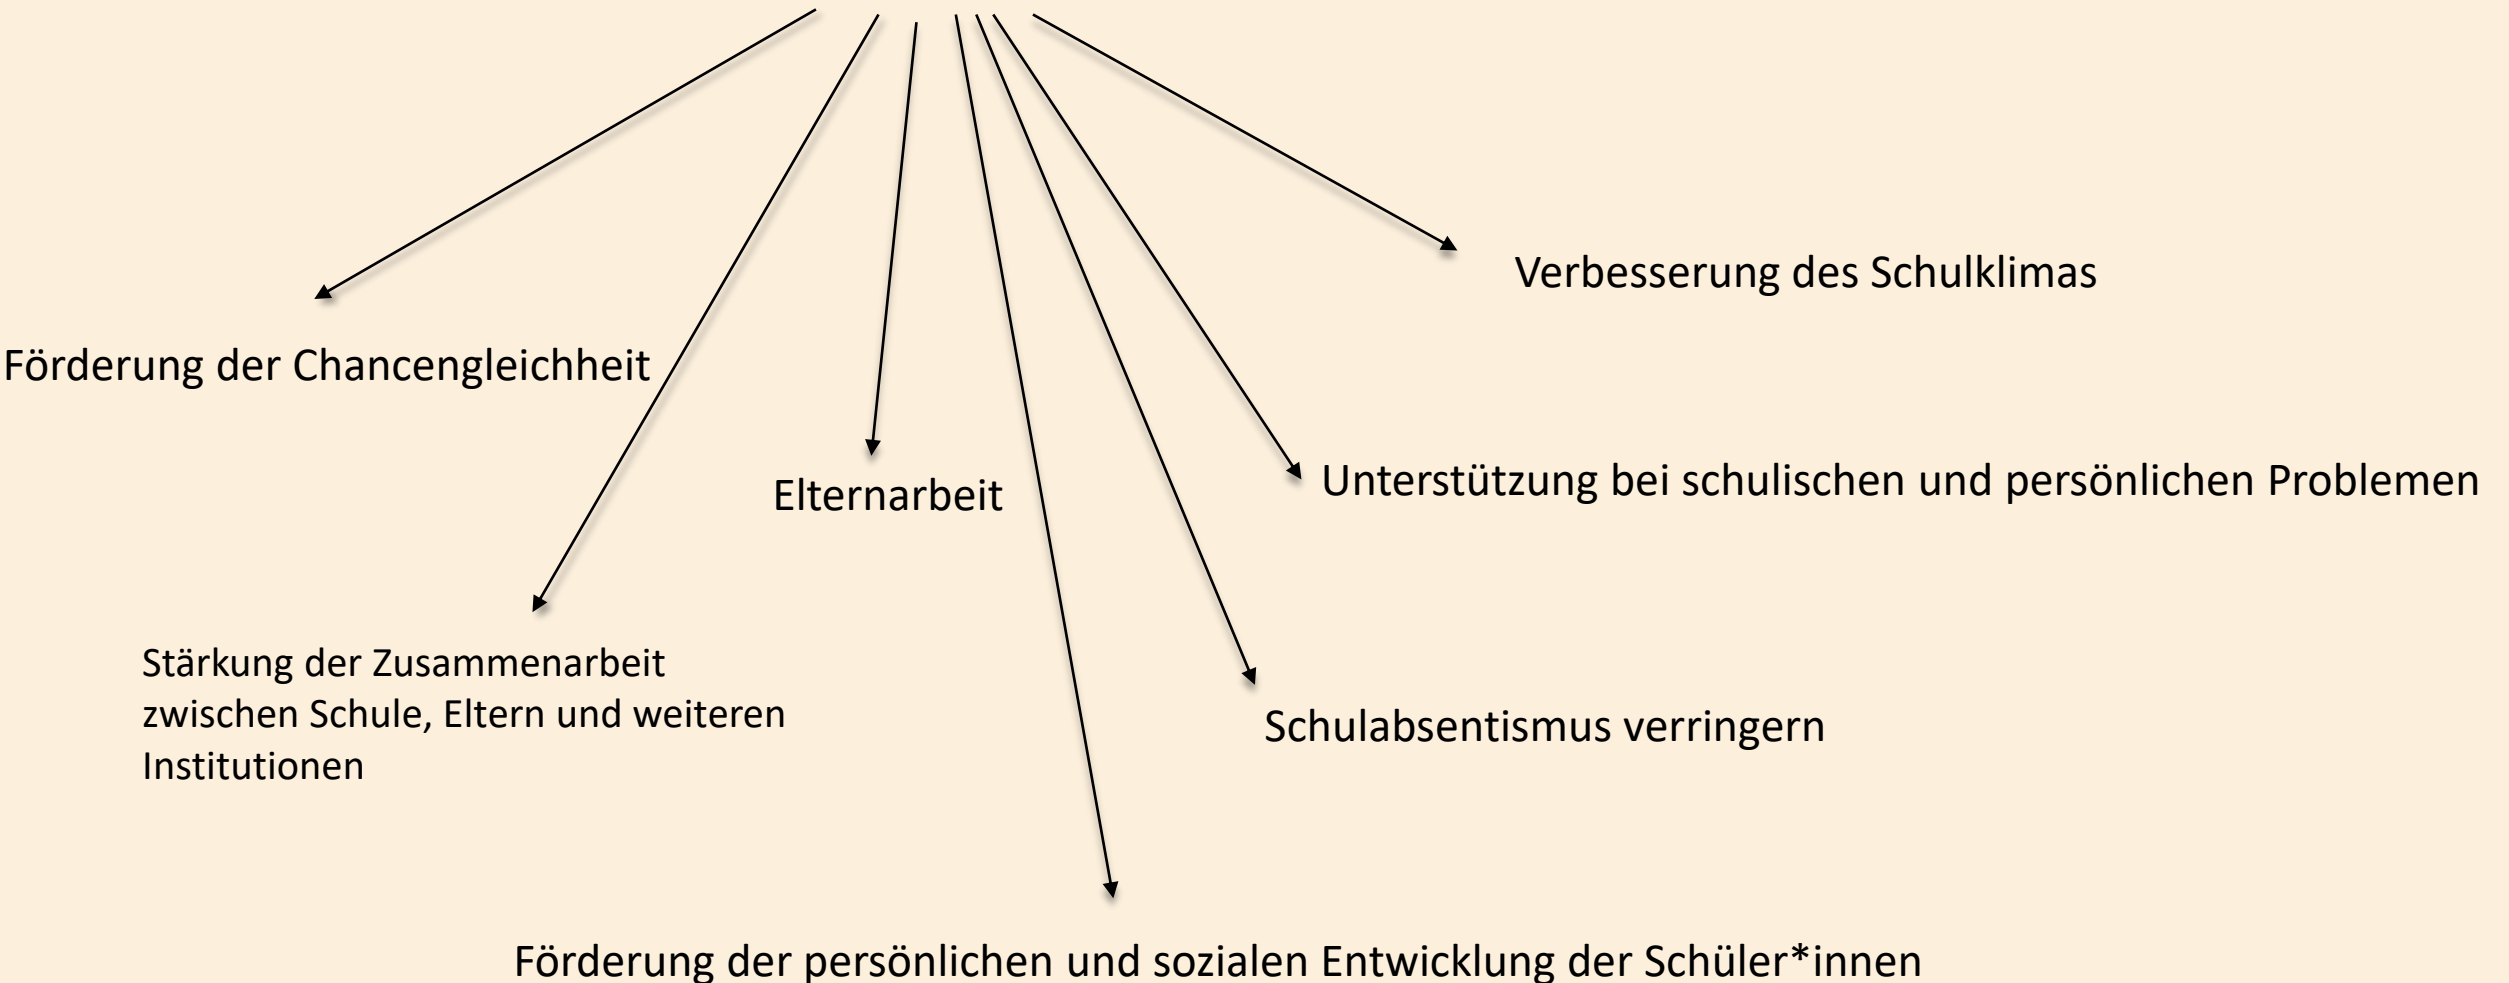 Verbesserung des Schulklimas
Förderung der Chancengleichheit
Elternarbeit
Unterstützung bei schulischen und persönlichen Problemen
Stärkung der Zusammenarbeit
zwischen Schule, Eltern und weiteren
Institutionen
Schulabsentismus verringern
Förderung der persönlichen und sozialen Entwicklung der Schüler*innen